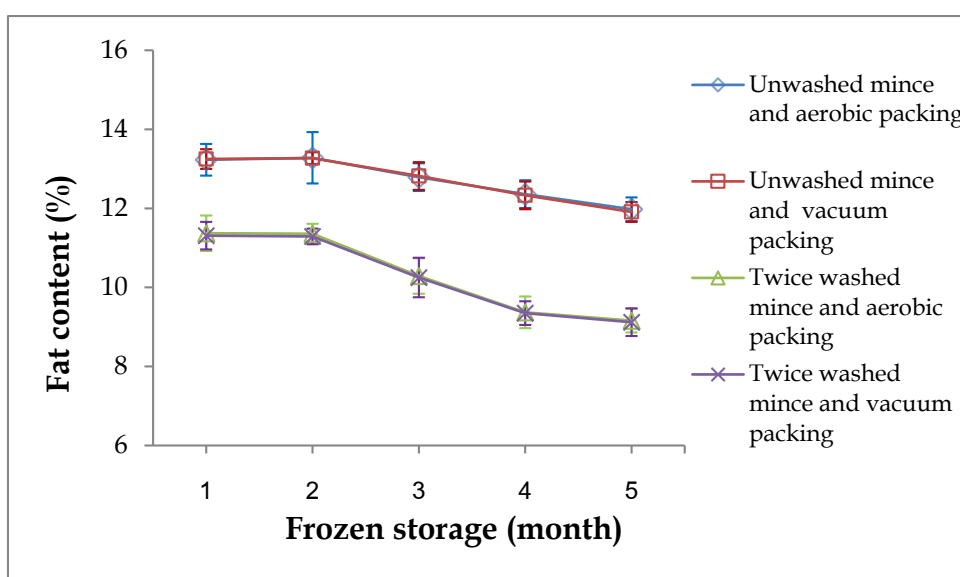 16
14
12
10
8
6
Fat content (%)
1 2 3 4 5
Frozen storage (month)
Unwashed mince
and aerobic packing
Unwashed mince
and vacuum
packing
Twice washed
mince and aerobic
packing
Twice washed
mince and vacuum
packing